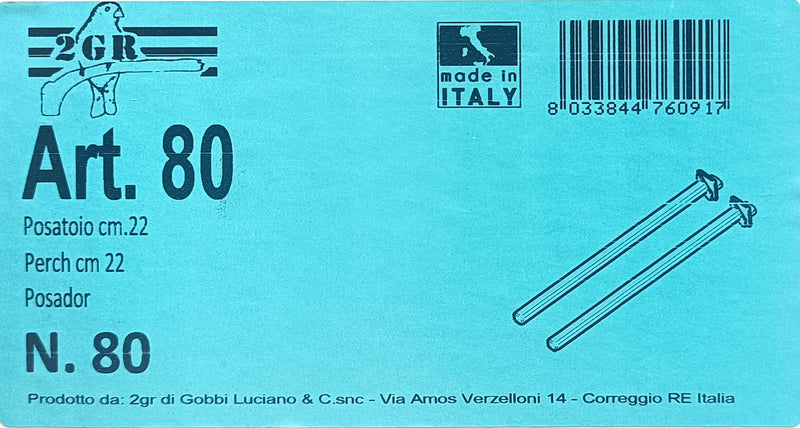 2GR
made in
ITALY
8 033844 760917
Art. 80
Posatoio cm.22
Perch cm 22
Posador
N. 80
Prodotto da: 2gr di Gobbi Luciano & C.snc - Via Amos Verzelloni 14 - Correggio RE Italia